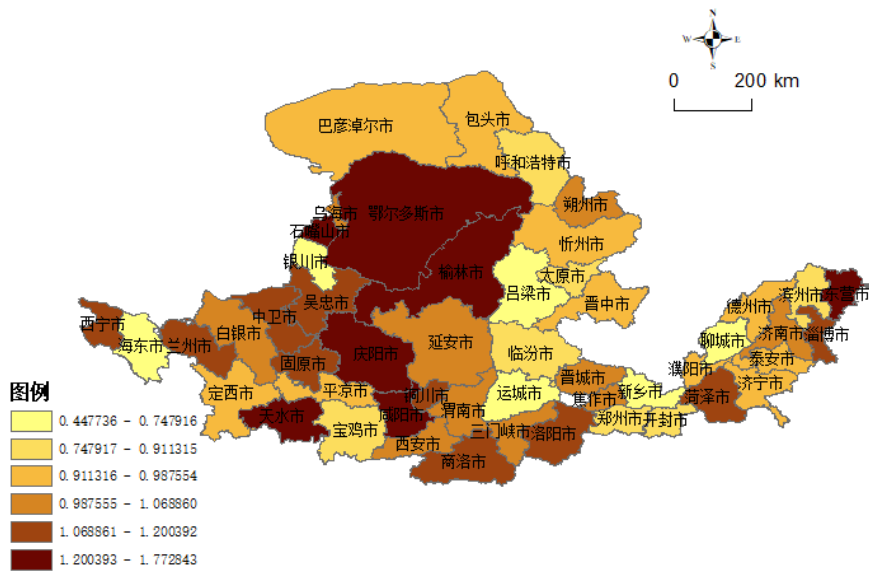 N
W
E
S
0 200 km
包头市
巴彦淖尔市
呼和浩特市
朔州市
乌海市
鄂尔多斯市
石嘴山市
忻州市
银川市
榆林市
太原市
吕梁市
晋中市
滨州市
东营市
吴忠市
德州市
中卫市
西宁市
白银市
济南市
淄博市
海东市
兰州市
延安市
聊城市
庆阳市
临汾市
泰安市
固原市
濮阳市
晋城市
济宁市
定西市
平凉市
铜川市
运城市
新乡市
焦作市
菏泽市
天水市
咸阳市
渭南市
郑州市
开封市
宝鸡市
三门峡市
洛阳市
西安市
商洛市
图例
0.447736 - 0.747916
0.747917 - 0.911315
0.911316 - 0.987554
0.987555 - 1.068860
1.068861 - 1.200392
1.200393 - 1.772843